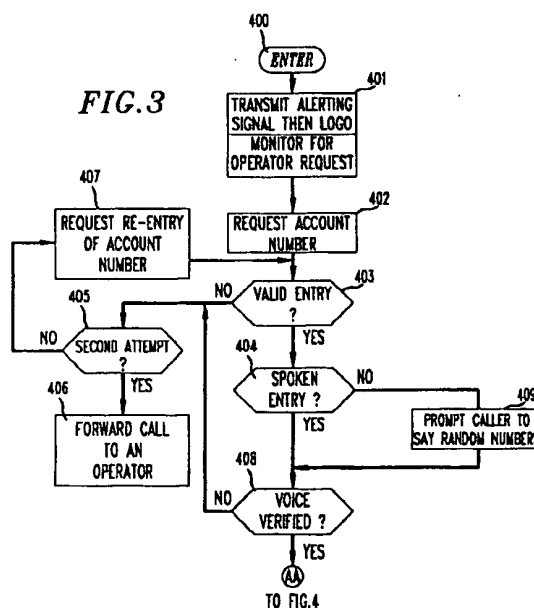 400
ENTER
FIG.3
401
TRANSMIT ALERTING
SIGNAL THEN LOGO
MONITOR FOR
OPERATOR REQUEST
407
REQUEST RE-ENTRY
OF ACCOUNT
NUMBER
402
REQUEST ACCOUNT
NUMBER
403
NO
VALID ENTRY
?
YES
405
NO
SECOND ATTEMPT
?
YES
404
SPOKEN
ENTRY ?
NO
YES
409
PROMPT CALLER TO
SAY RANDOM NUMBER
406
FORWARD CALL
TO AN
OPERATOR
408
NO
VOICE
VERIFIED ?
YES
AA
TO FIG.4